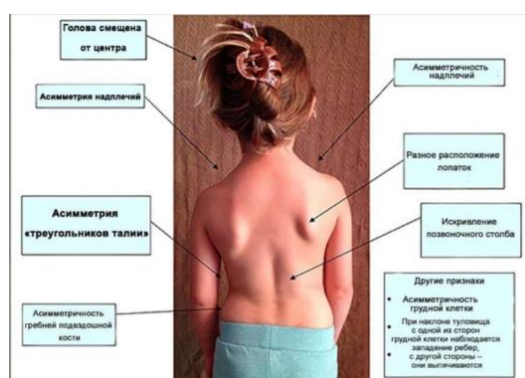 Голова смещена
от центра
Асимметрия надплечий
Асимметрия
«треугольников талии»
Асимметричность
гребней подвздошной
кости
Асимметричность
надплечий
Разное расположение
лопаток
Искривление
позвоночного столба
Другие признаки
• Асимметричность
грудной клетки
• При наклоне туловища
с одной из сторон
грудной клетки наблюдается
западение ребер,
• с другой стороны –
они выпячиваются